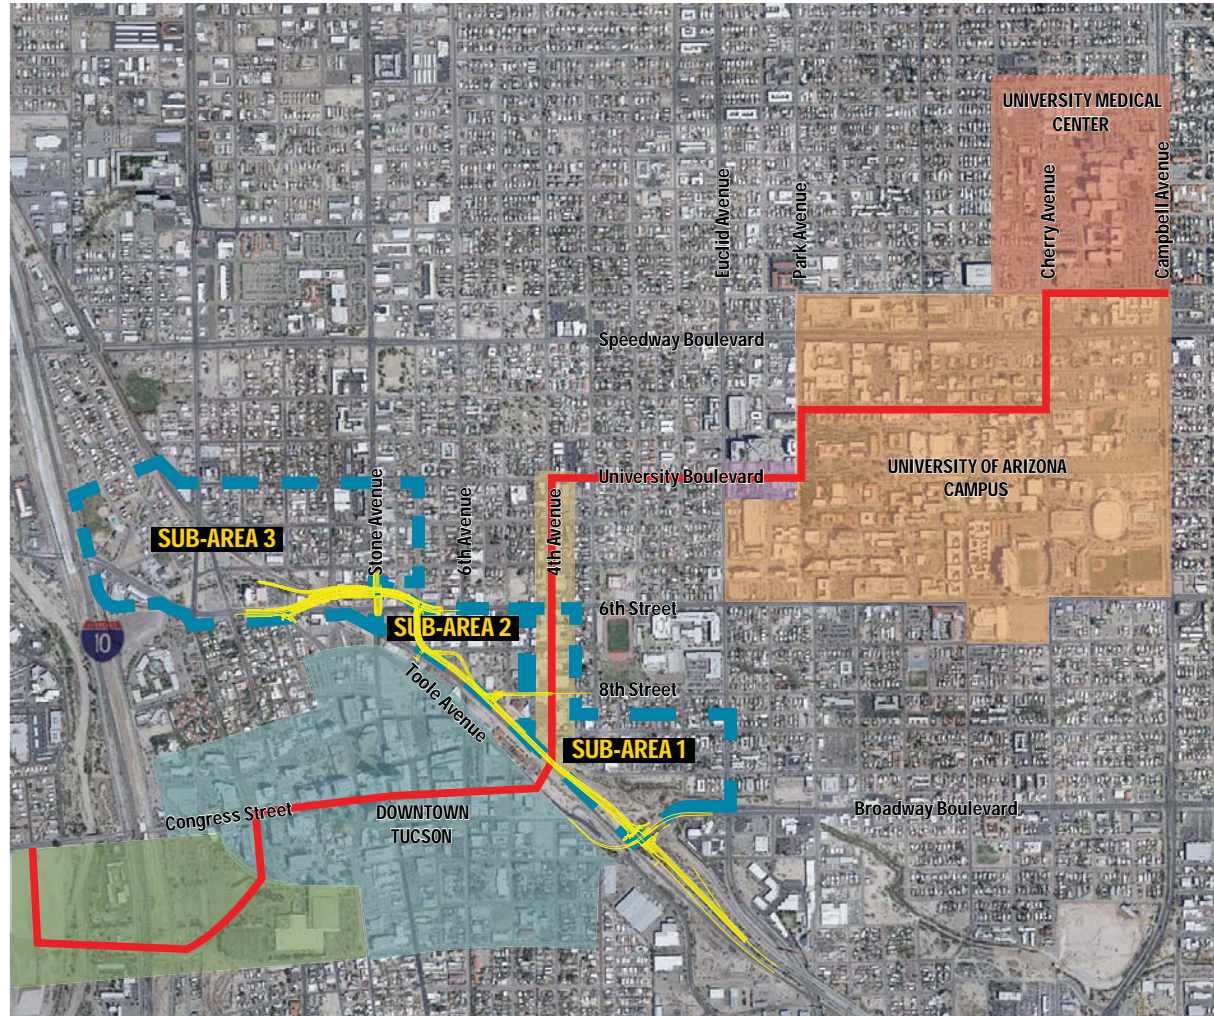 UNIVERSITY MEDICAL
CENTER
Euclid Avenue
Park Avenue
Cherry Avenue
Campbell Avenue
Speedway Boulevard
University Boulevard
UNIVERSITY OF ARIZONA
CAMPUS
Stone Avenue
6th Avenue
4th Avenue
SUB-AREA 3
6th Street
SUB-AREA 2
10
8th Street
Toole Avenue
SUB-AREA 1
Congress Street
DOWNTOWN
TUCSON
Broadway Boulevard